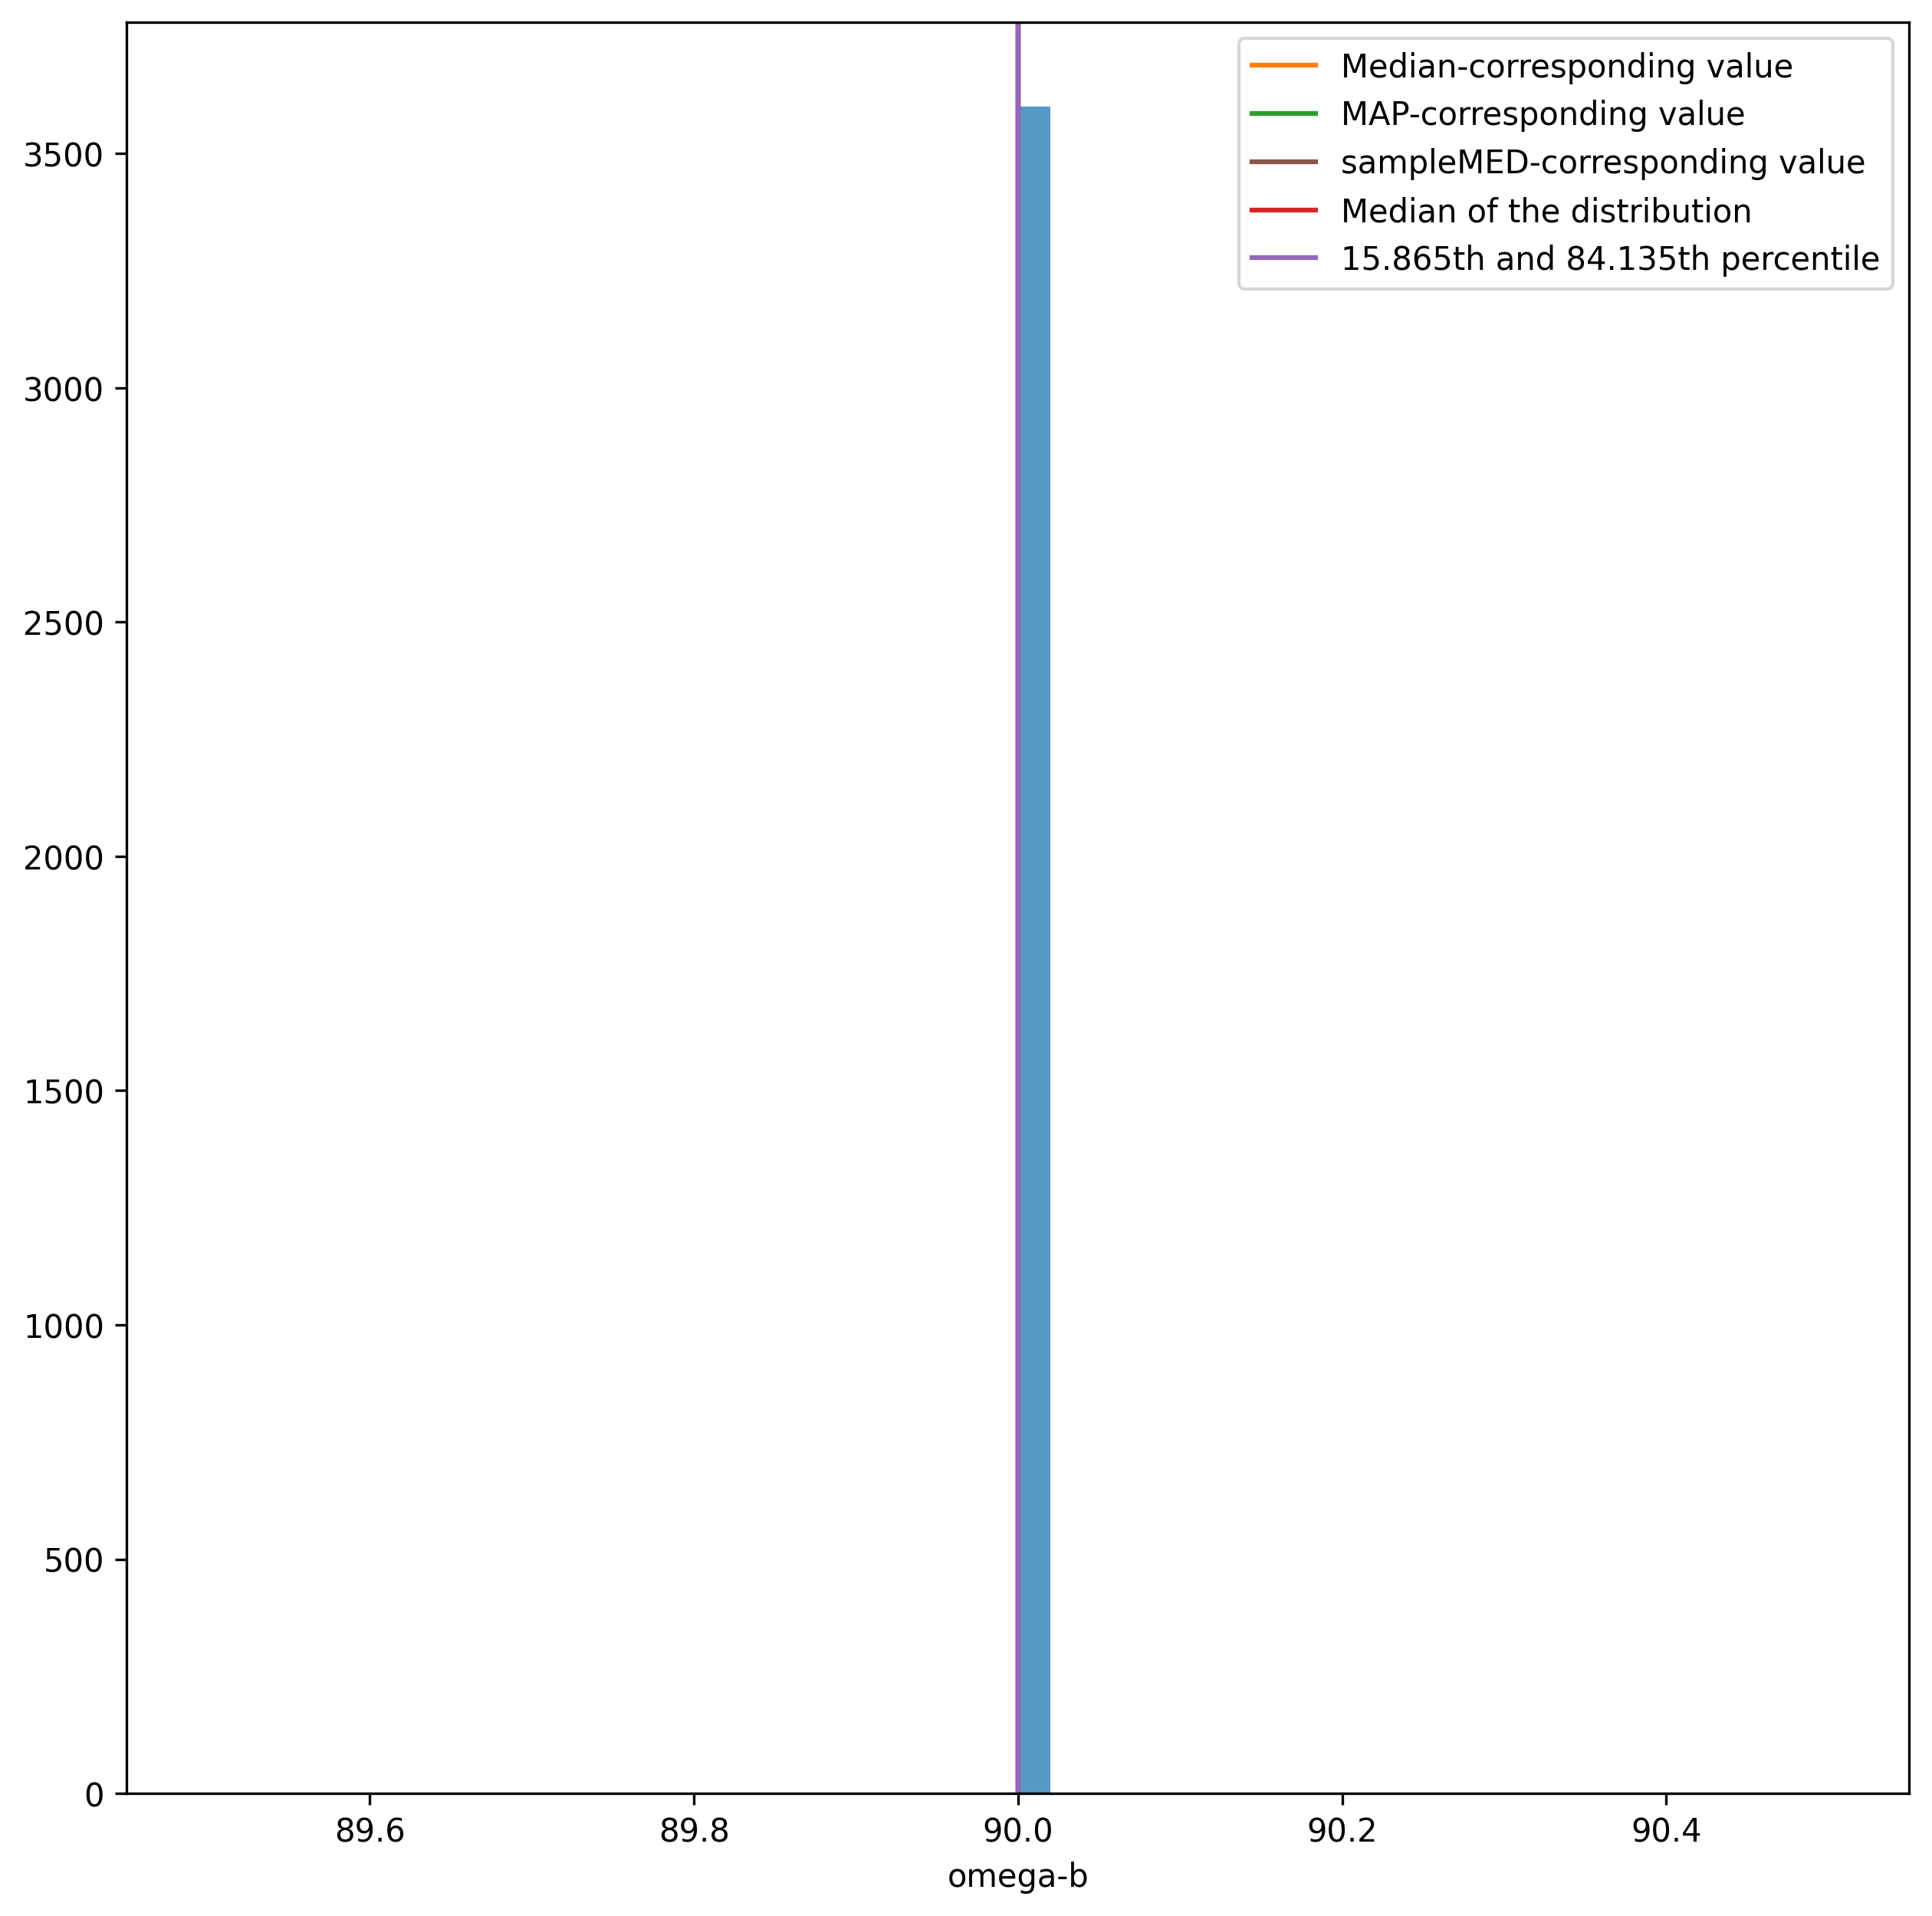 Median-corresponding value
MAP-corresponding value
sampleMED-corresponding value
Median of the distribution
15.865th and 84.135th percentile
3500
3000
2500
2000
1500
1000
500
0
89.6 89.8 90.0 90.2 90.4
omega-b